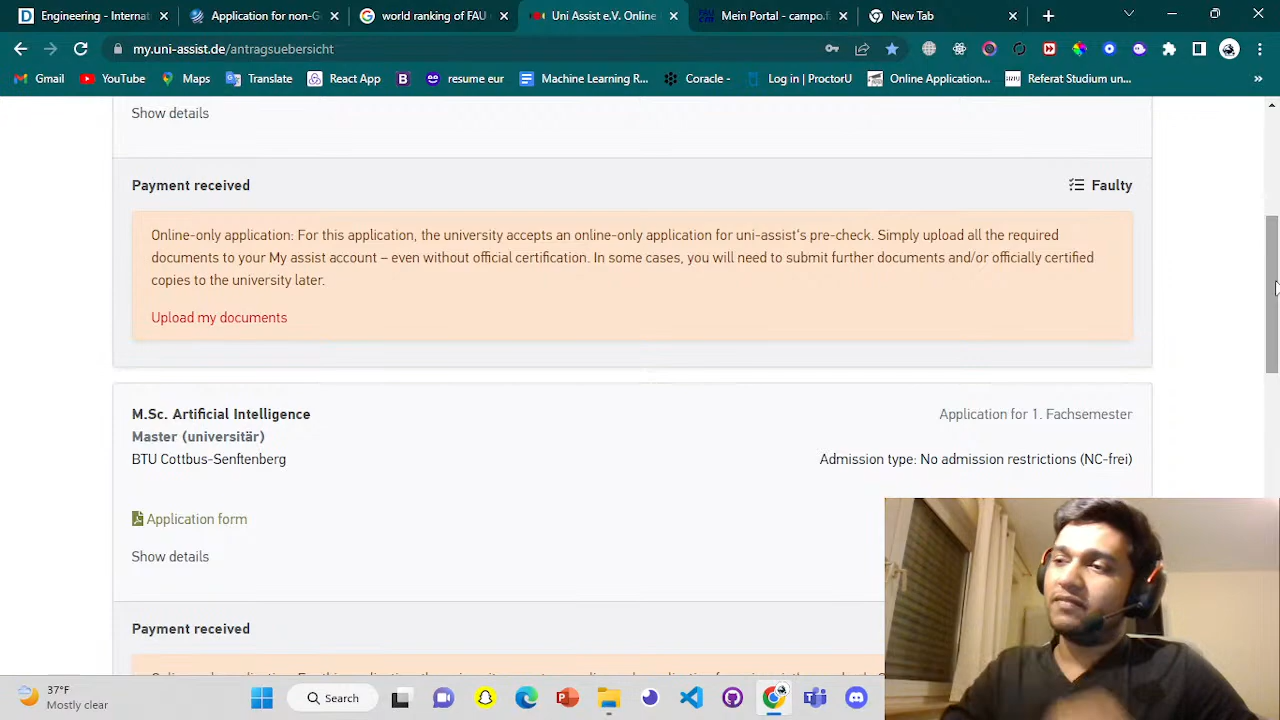 Engineering - Internat
Application for non-G
world ranking of FAU
Uni Assist e.V. Online
Mein Portal - campo.f
New Tab
my.uni-assist.de/antragsuebersicht
Gmail
YouTube
Maps
Translate
React App
resume eur
Machine Learning R...
Coracle -
Log in | ProctorU
Online Application...
Referat Studium un...
Show details
Payment received
Faulty
Online-only application: For this application, the university accepts an online-only application for uni-assist's pre-check. Simply upload all the required
documents to your My assist account – even without official certification. In some cases, you will need to submit further documents and/or officially certified
copies to the university later.
Upload my documents
M.Sc. Artificial Intelligence
Application for 1. Fachsemester
Master (universitär)
BTU Cottbus-Senftenberg
Admission type: No admission restrictions (NC-frei)
Application form
Show details
Payment received
37°F
Mostly clear
Search